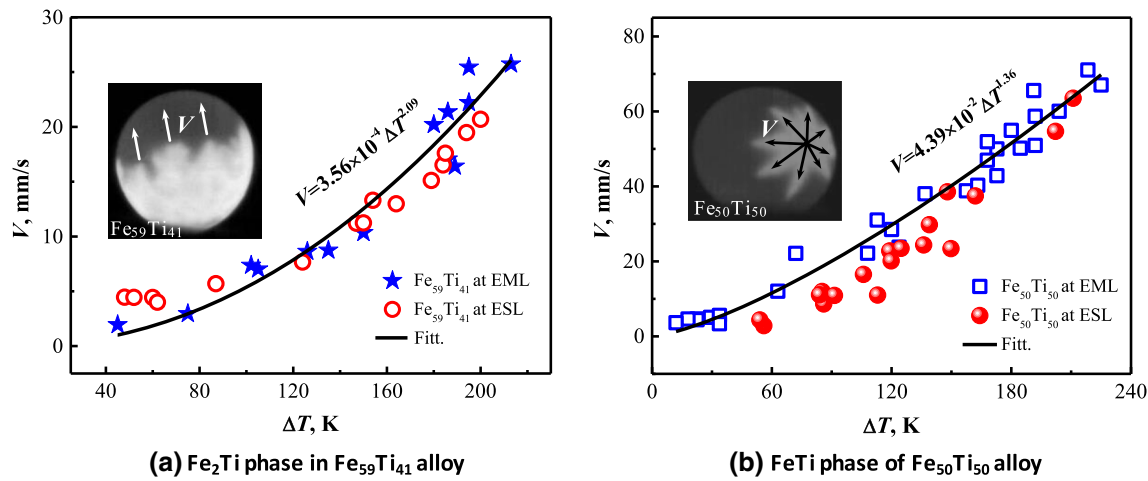 (a)
30
20
10
0
V, mm/s
40
80
120
160
200
ΔT, K
V
Fe59Ti41
V=3.56×10-4 ΔT2.09
Fe59Ti41 at EML
Fe59Ti41 at ESL
Fitt.
(a) Fe2Ti phase in Fe59Ti41 alloy
(b)
80
60
40
20
0
V, mm/s
0
60
120
180
240
ΔT, K
V
Fe50Ti50
V=4.39×10-2 ΔT1.36
Fe50Ti50 at EML
Fe50Ti50 at ESL
Fitt.
(b) FeTi phase of Fe50Ti50 alloy